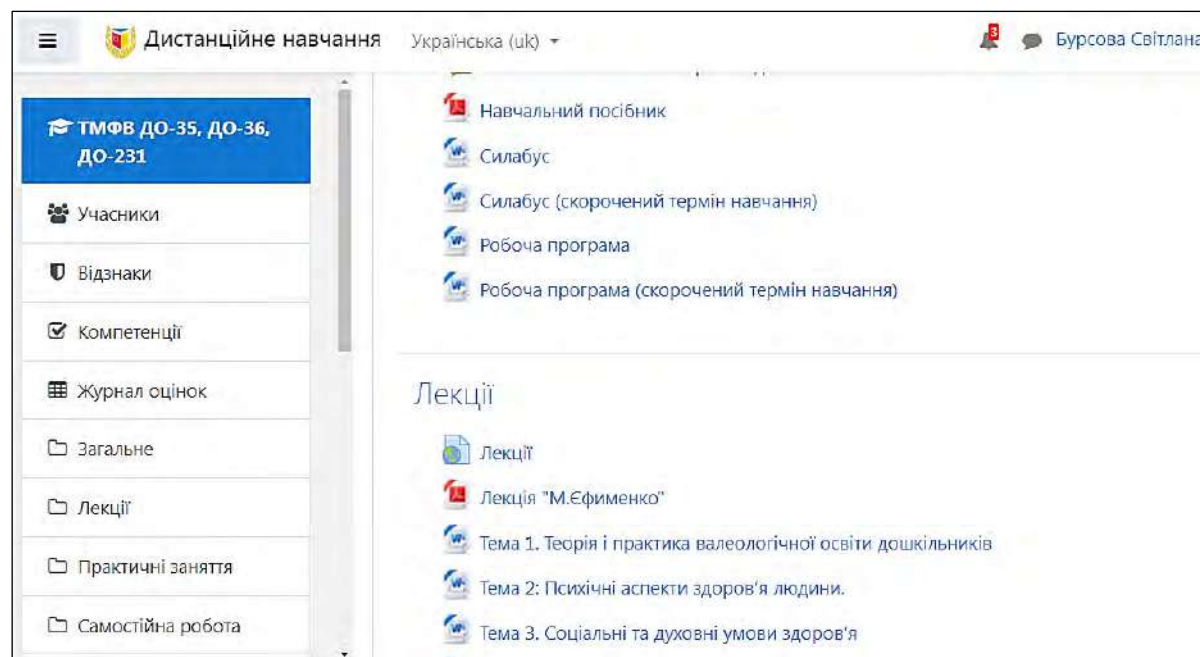 Дистанційне навчання
Українська (uk)
3
Бурсова Світлана
ТМФВ ДО-35, ДО-36,
ДО-231
Учасники
Відзнаки
Компетенції
Журнал оцінок
Загальне
Лекції
Практичні заняття
Самостійна робота
Навчальний посібник
Силабус
Силабус (скорочений термін навчання)
Робоча програма
Робоча програма (скорочений термін навчання)
Лекції
Лекції
Лекція "М.Єфименко"
Тема 1. Теорія і практика валеологічної освіти дошкільників
Тема 2: Психічні аспекти здоров'я людини.
Тема 3. Соціальні та духовні умови здоров'я